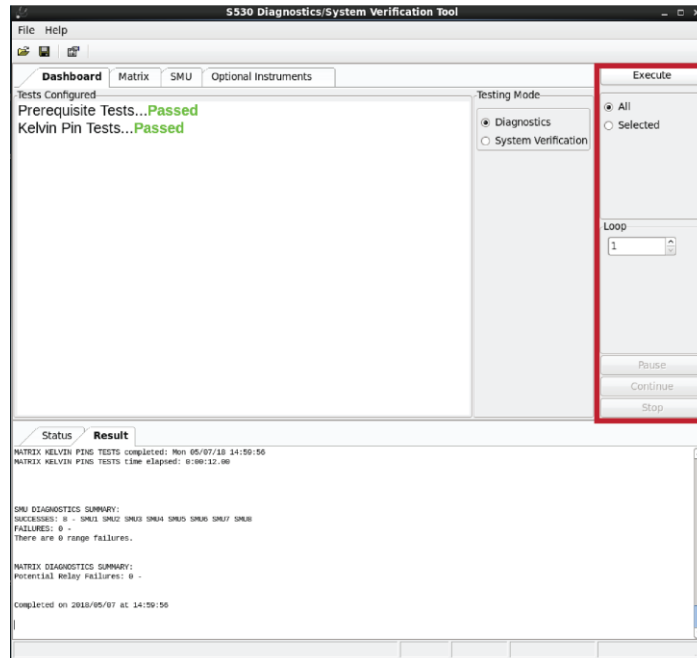 S530 Diagnostics/System Verification Tool
File Help
Dashboard Matrix SMU Optional Instruments
Execute
Tests Configured
Testing Mode
Prerequisite Tests...Passed
Kelvin Pin Tests...Passed
Diagnostics
System Verification
All
Selected
Loop
1
Pause
Continue
Stop
Status Result
MATRIX KELVIN PINS TESTS completed: Mon 05/07/18 14:59:56
MATRIX KELVIN PINS TESTS time elapsed: 0:00:12.00
SMU DIAGNOSTICS SUMMARY:
SUCCESSES: 8 - SMU1 SMU2 SMU3 SMU4 SMU5 SMU6 SMU7 SMU8
FAILURES: 0 -
There are 0 range failures.
MATRIX DIAGNOSTICS SUMMARY:
Potential Relay Failures: 0 -
Completed on 2018/05/07 at 14:59:56